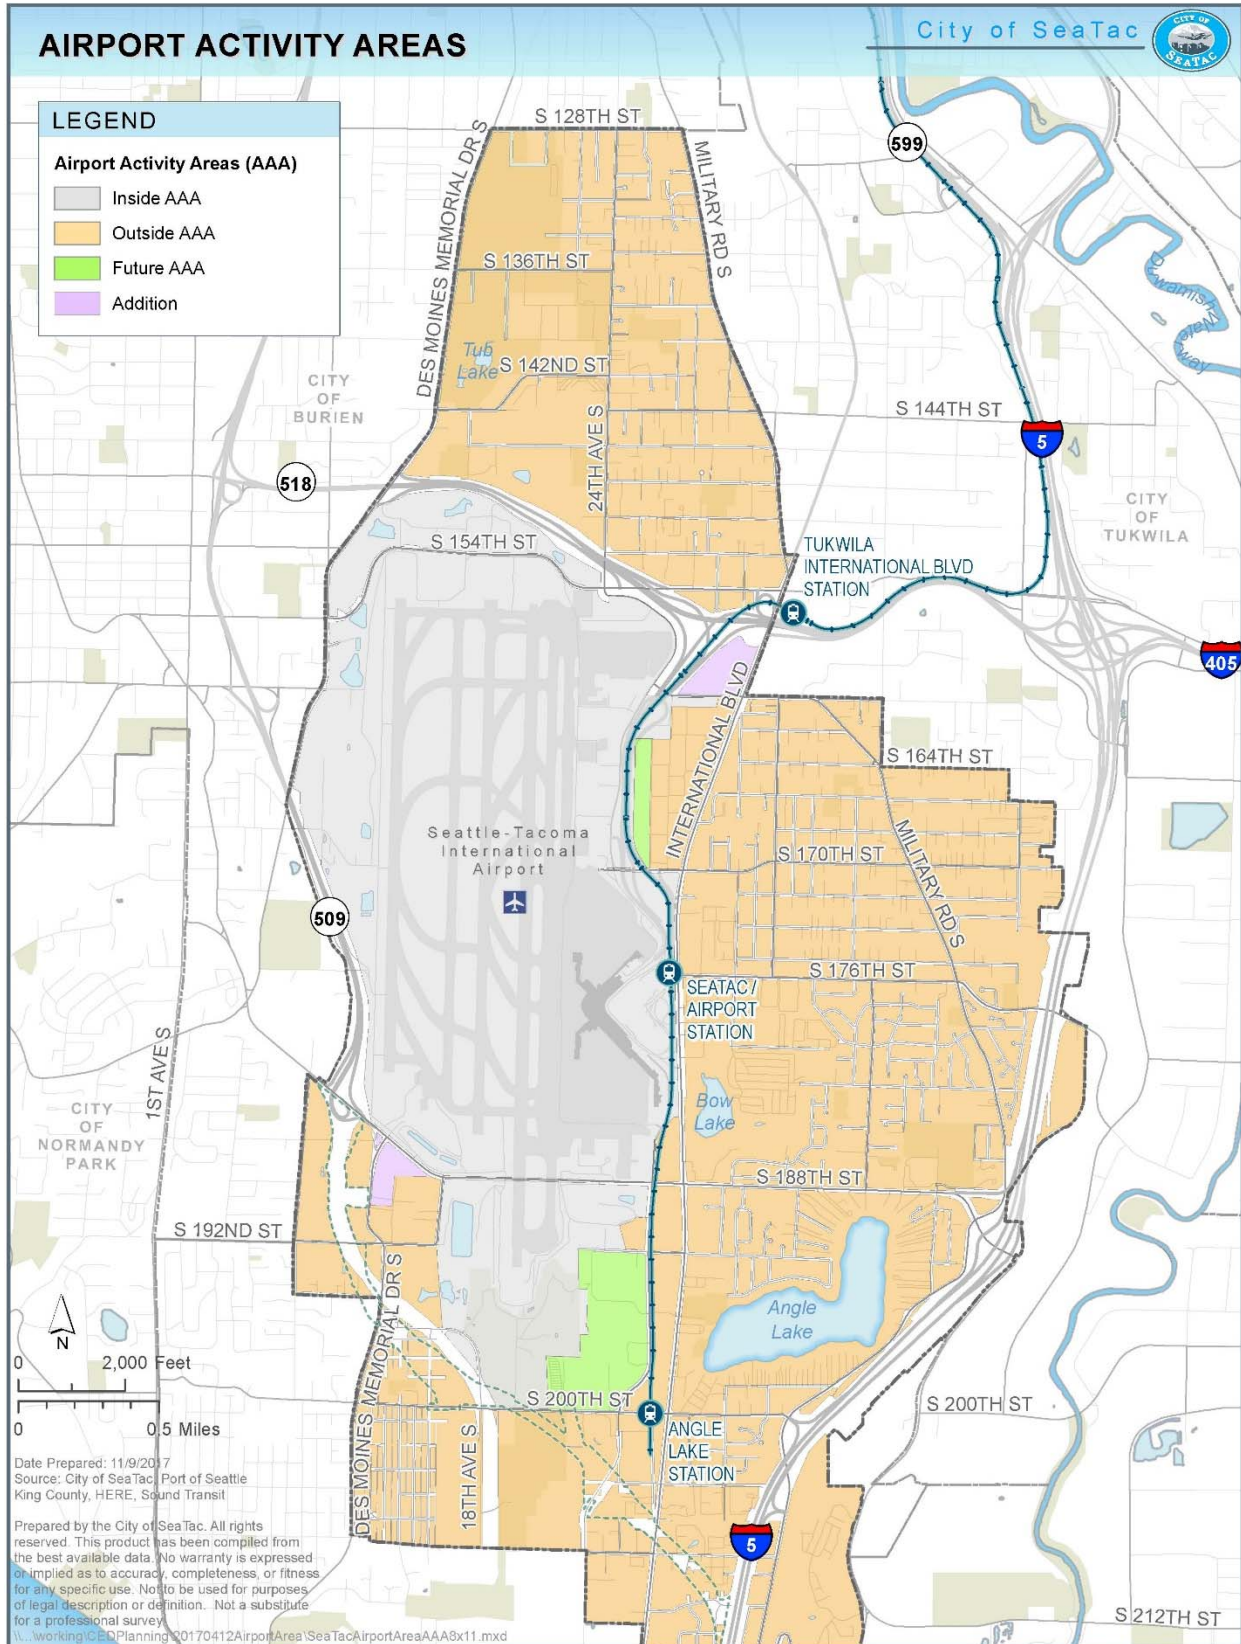 AIRPORT ACTIVITY AREAS
City of SeaTac
CITY OF
SEATAC
LEGEND
Airport Activity Areas (AAA)
Inside AAA
Outside AAA
Future AAA
Addition
S 128TH ST
DES MOINES MEMORIAL DR S
MILITARY RD S
599
S 136TH ST
Duwamish Waterway
Tub
Lake
S 142ND ST
CITY
OF
BURIEN
24TH AVE S
S 144TH ST
5
518
CITY
OF
TUKWILA
S 154TH ST
TUKWILA
INTERNATIONAL BLVD
STATION
405
INTERNATIONAL BLVD
S 164TH ST
Seattle-Tacoma
International
Airport
S 170TH ST
MILITARY RD S
509
S 176TH ST
SEATAC /
AIRPORT
STATION
1ST AVE S
Bow
Lake
CITY
OF
NORMANDY
PARK
S 188TH ST
S 192ND ST
DES MOINES MEMORIAL DR S
Angle
Lake
N
0 2,000 Feet
0 0.5 Miles
S 200TH ST
S 200TH ST
ANGLE
LAKE
STATION
18TH AVE S
5
S 212TH ST
Date Prepared: 11/9/2017
Source: City of SeaTac, Port of Seattle
King County, HERE, Sound Transit
Prepared by the City of SeaTac. All rights
reserved. This product has been compiled from
the best available data. No warranty is expressed
or implied as to accuracy, completeness, or fitness
for any specific use. Not to be used for purposes
of legal description or definition. Not a substitute
for a professional survey.
\\...working\CEDPlanning\20170412AirportArea\SeaTacAirportAreaAAA8x11.mxd